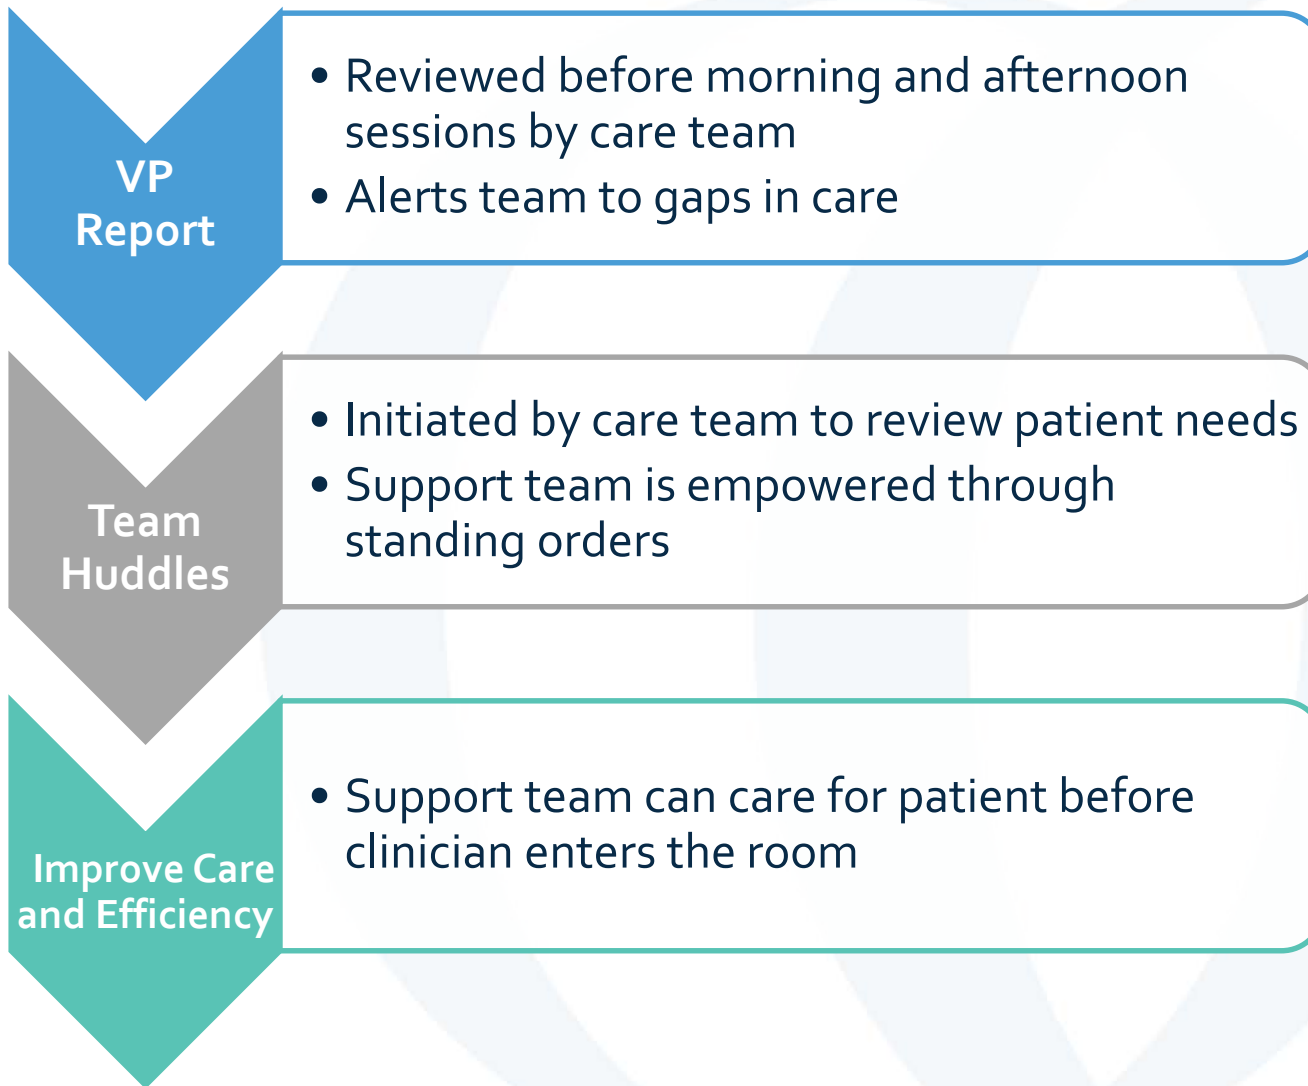 VP
Report
• Reviewed before morning and afternoon
sessions by care team
• Alerts team to gaps in care
Team
Huddles
• Initiated by care team to review patient needs
• Support team is empowered through
standing orders
Improve Care
and Efficiency
• Support team can care for patient before
clinician enters the room